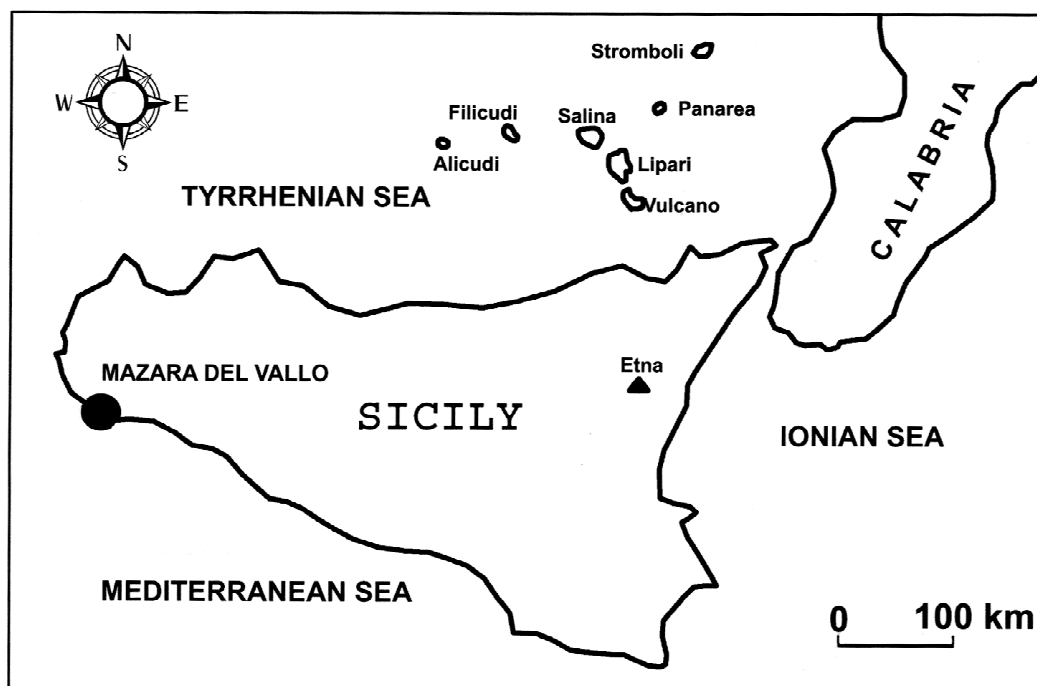 N
W E
S
Stromboli
Panarea
Filicudi
Salina
Alicudi
Lipari
Vulcano
TYRRHENIAN SEA
CALABRIA
MAZARA DEL VALLO
Etna
SICILY
IONIAN SEA
MEDITERRANEAN SEA
0 100 km